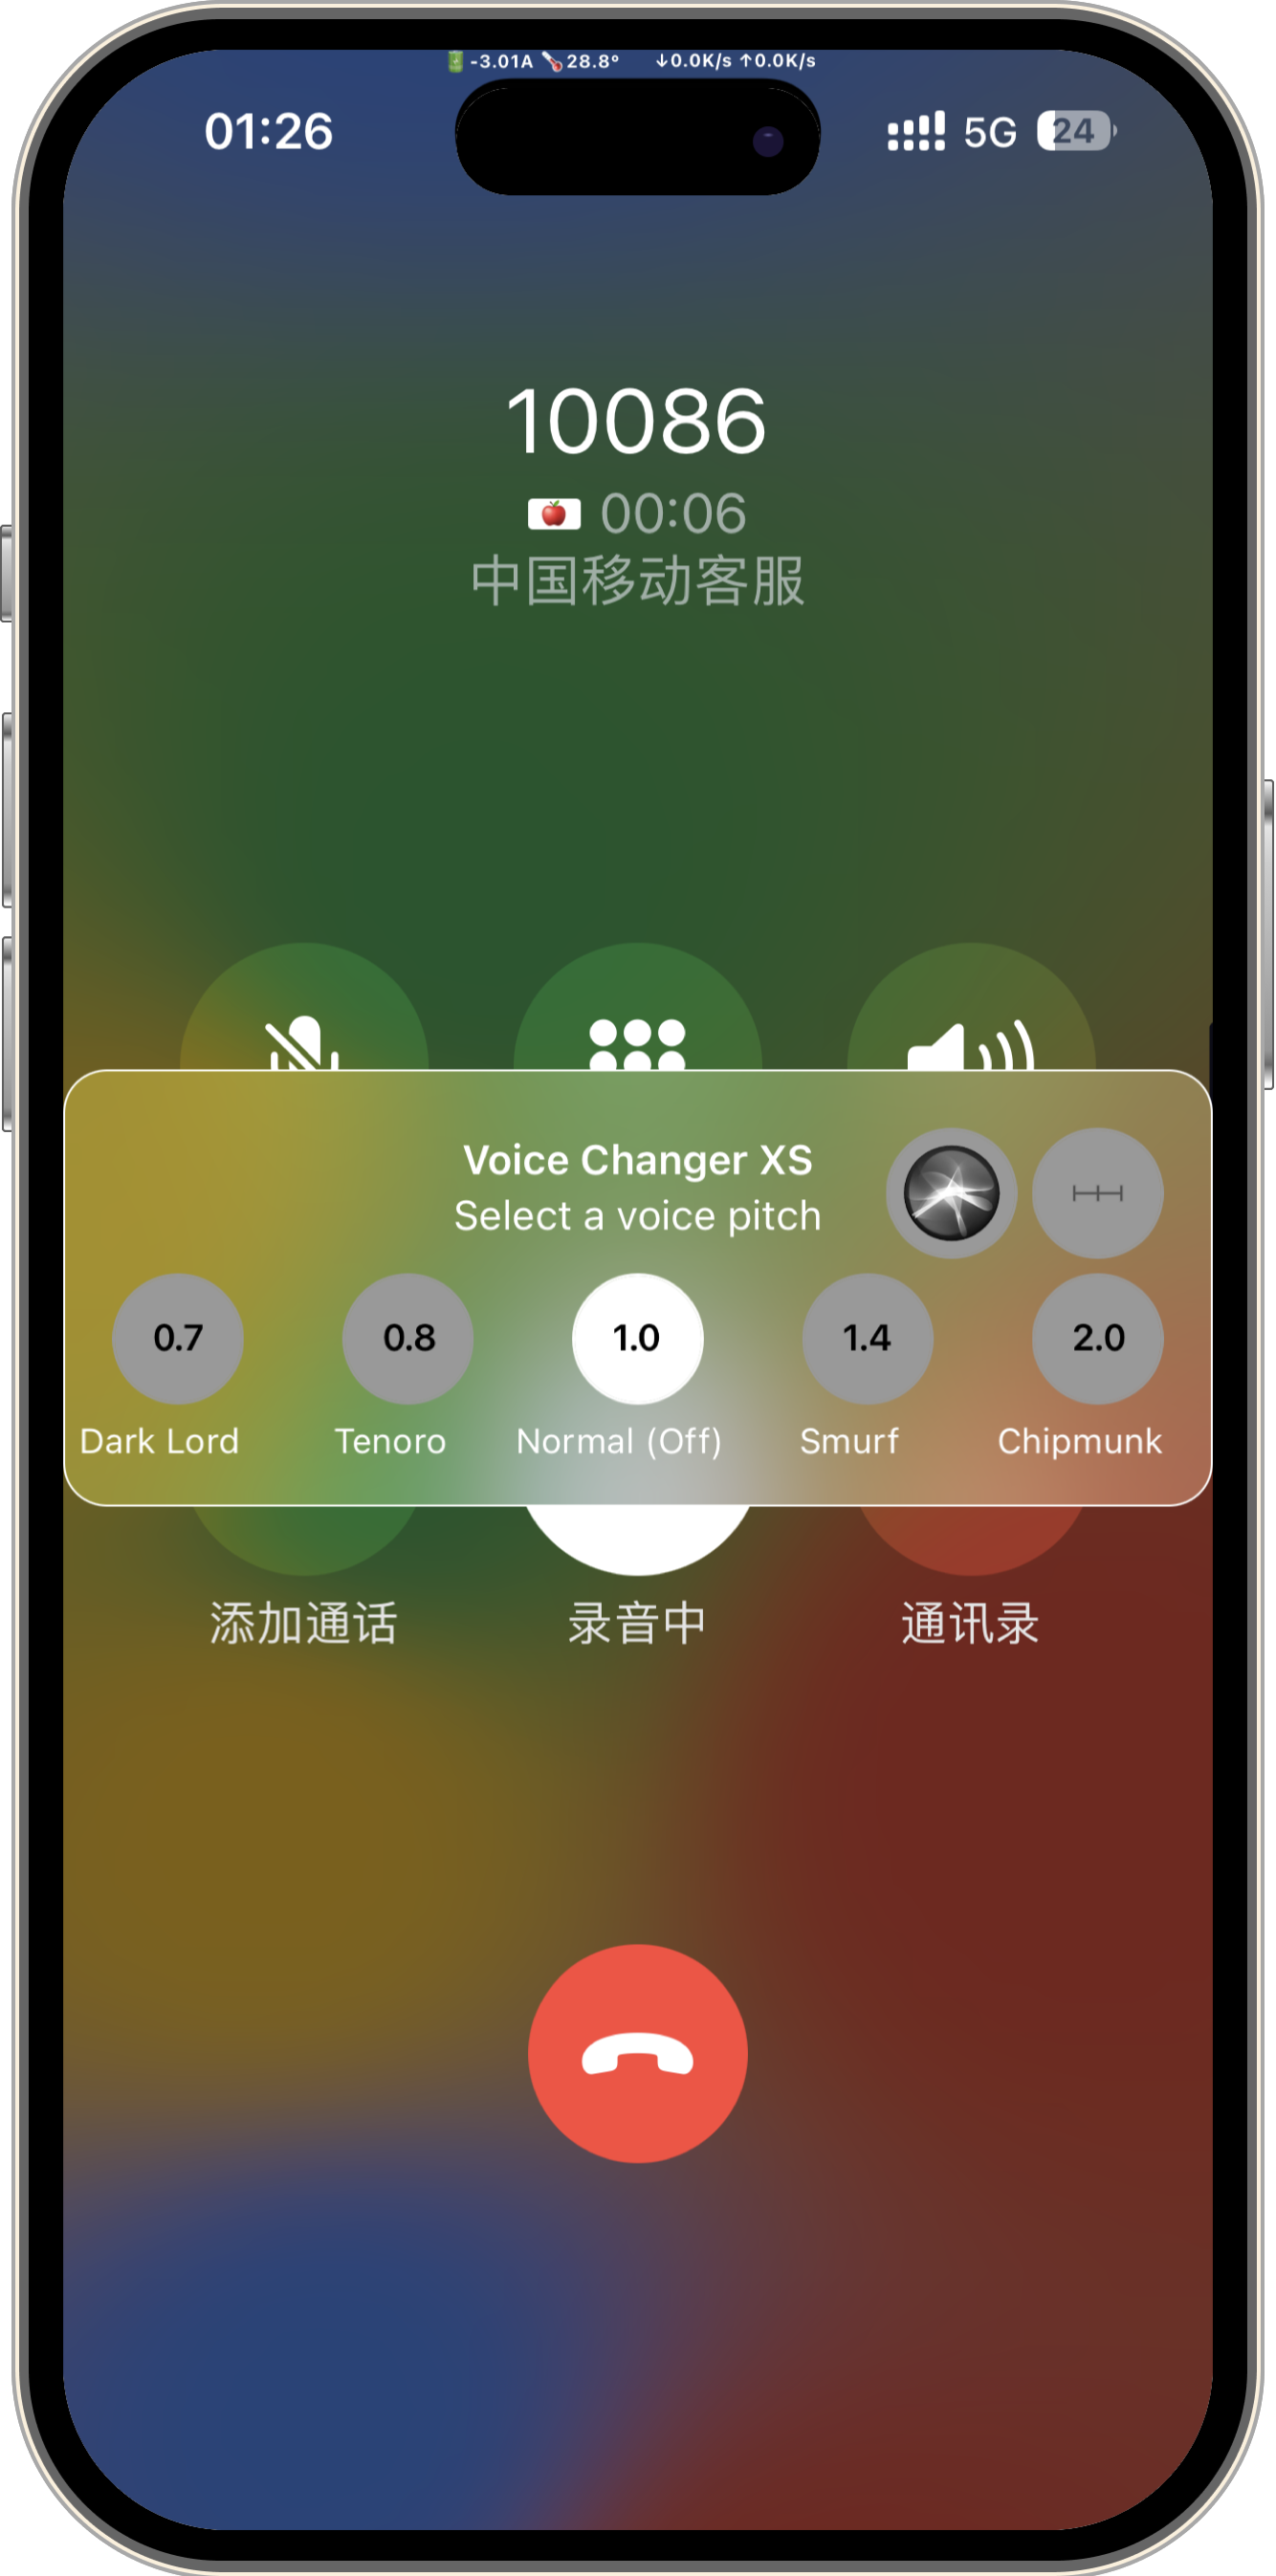 -3.01A 28.8° ↓0.0K/s ↑0.0K/s
01:26
5G 24
10086
00:06
中国移动客服
Voice Changer XS
Select a voice pitch
0.7 0.8 1.0 1.4 2.0
Dark Lord Tenoro Normal (Off) Smurf Chipmunk
添加通话 录音中 通讯录